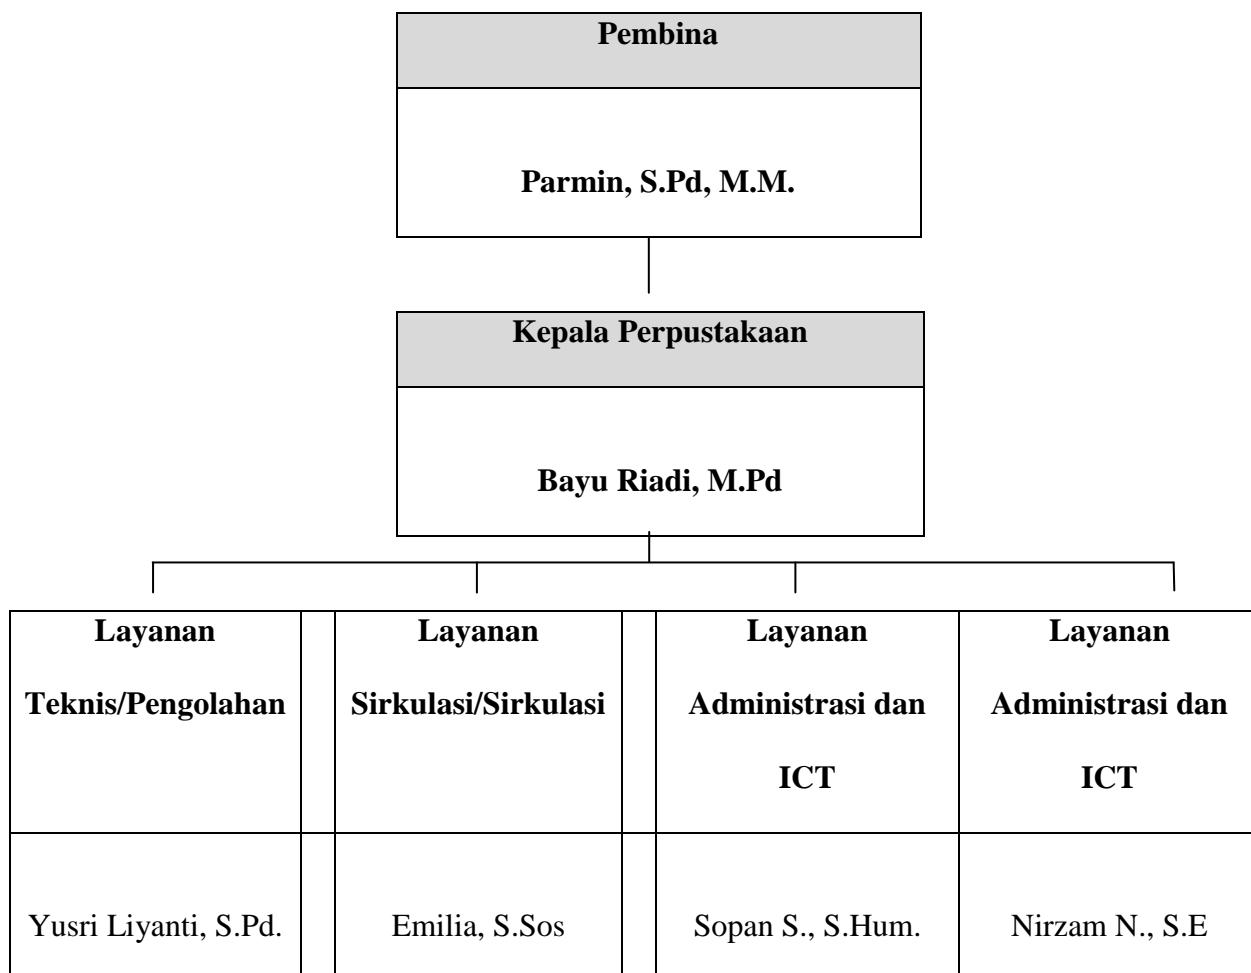 Pembina
Parmin, S.Pd, M.M.
Kepala Perpustakaan
Bayu Riadi, M.Pd
Layanan
Teknis/Pengolahan
Layanan
Sirkulasi/Sirkulasi
Layanan
Administrasi dan
ICT
Layanan
Administrasi dan
ICT
Yusri Liyanti, S.Pd.
Emilia, S.Sos
Sopan S., S.Hum.
Nirzam N., S.E